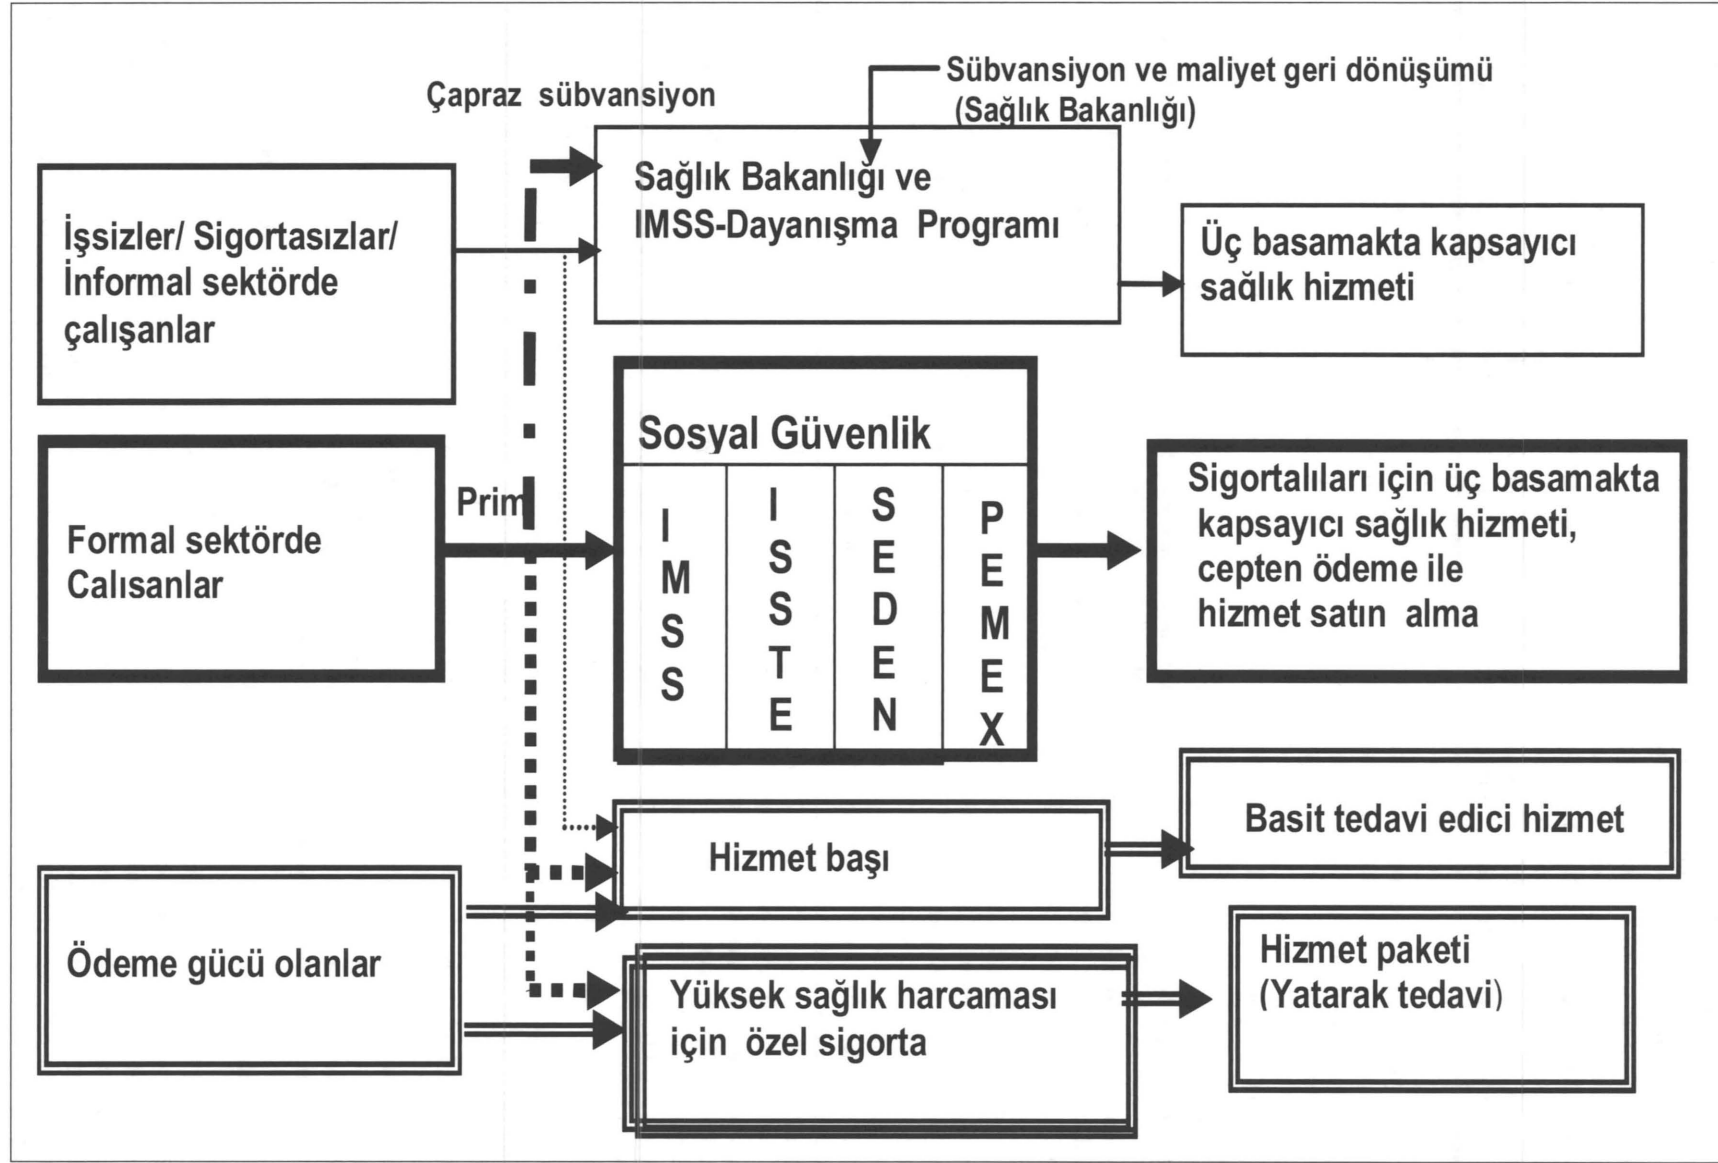 Sübvansiyon ve maliyet geri dönüşümü
(Sağlık Bakanlığı)
Çapraz sübvansiyon
Sağlık Bakanlığı ve
IMSS-Dayanışma Programı
İşsizler/ Sigortasızlar/
İnformal sektörde
çalışanlar
Üç basamakta kapsayıcı
sağlık hizmeti
Sosyal Güvenlik
Prim
IMSS
ISSTE
SEDEN
PEMEX
Formal sektörde
Calısanlar
Sigortalıları için üç basamakta
kapsayıcı sağlık hizmeti,
cepten ödeme ile
hizmet satın alma
Hizmet başı
Basit tedavi edici hizmet
Ödeme gücü olanlar
Yüksek sağlık harcaması
için özel sigorta
Hizmet paketi
(Yatarak tedavi)